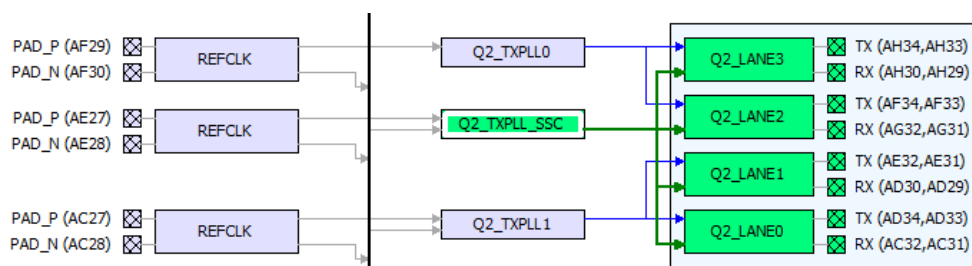 PAD_P (AF29)
PAD_N (AF30)
REFCLK
Q2_TXPLL0
Q2_LANE3
TX (AH34,AH33)
RX (AH30,AH29)
PAD_P (AE27)
PAD_N (AE28)
REFCLK
Q2_TXPLL_SSC
Q2_LANE2
TX (AF34,AF33)
RX (AG32,AG31)
Q2_LANE1
TX (AE32,AE31)
RX (AD30,AD29)
PAD_P (AC27)
PAD_N (AC28)
REFCLK
Q2_TXPLL1
Q2_LANE0
TX (AD34,AD33)
RX (AC32,AC31)